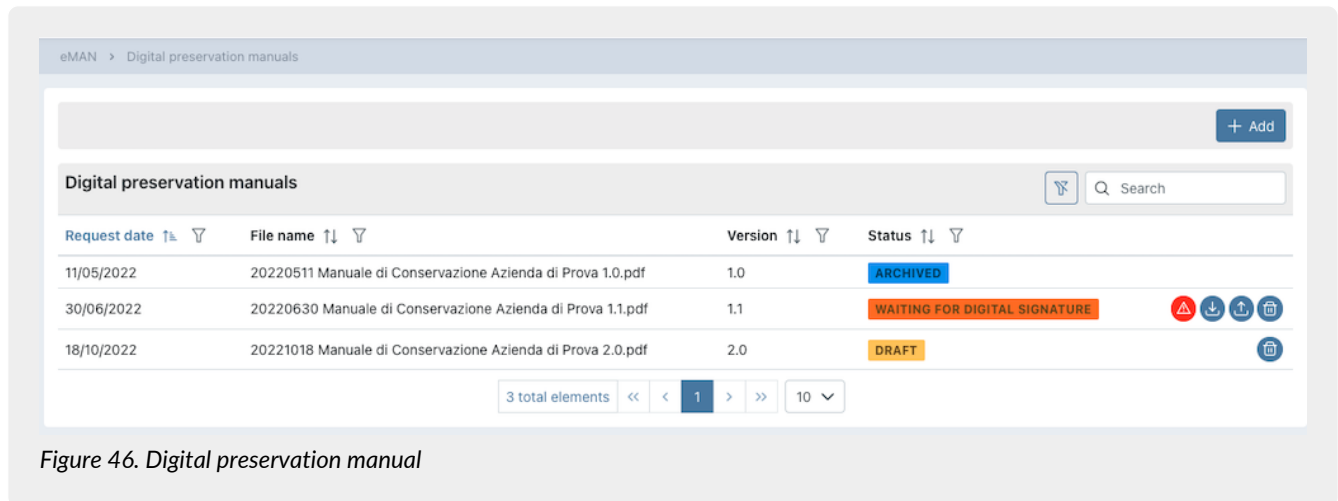 eMAN > Digital preservation manuals
+ Add
Digital preservation manuals
Search
Request date File name Version Status
11/05/2022 20220511 Manuale di Conservazione Azienda di Prova 1.0.pdf 1.0 ARCHIVED
30/06/2022 20220630 Manuale di Conservazione Azienda di Prova 1.1.pdf 1.1 WAITING FOR DIGITAL SIGNATURE
18/10/2022 20221018 Manuale di Conservazione Azienda di Prova 2.0.pdf 2.0 DRAFT
3 total elements << < 1 > >> 10
Figure 46. Digital preservation manual